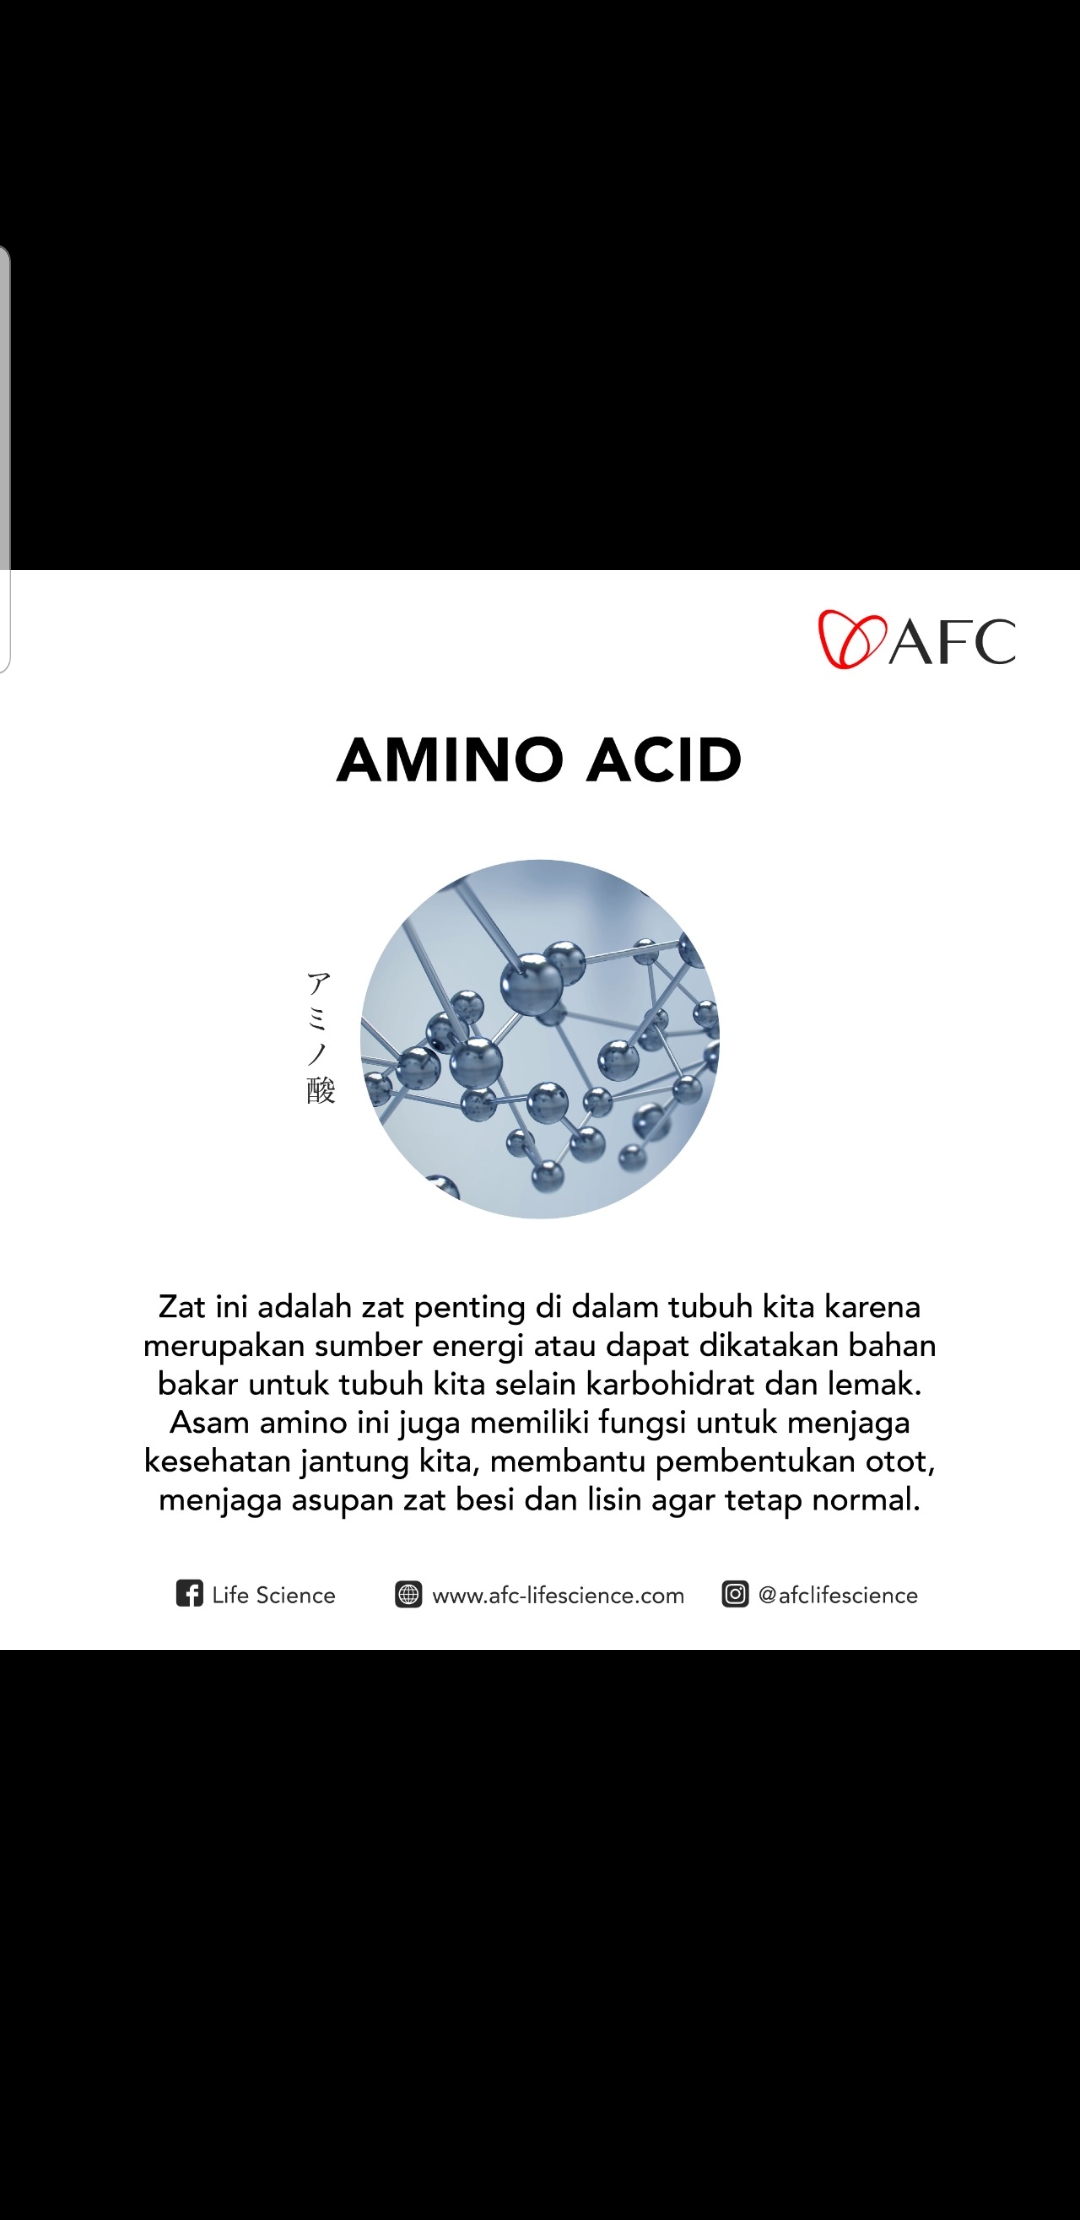 AFC
AMINO ACID
アミノ酸
Zat ini adalah zat penting di dalam tubuh kita karena
merupakan sumber energi atau dapat dikatakan bahan
bakar untuk tubuh kita selain karbohidrat dan lemak.
Asam amino ini juga memiliki fungsi untuk menjaga
kesehatan jantung kita, membantu pembentukan otot,
menjaga asupan zat besi dan lisin agar tetap normal.
Life Science www.afc-lifescience.com @afclifescience